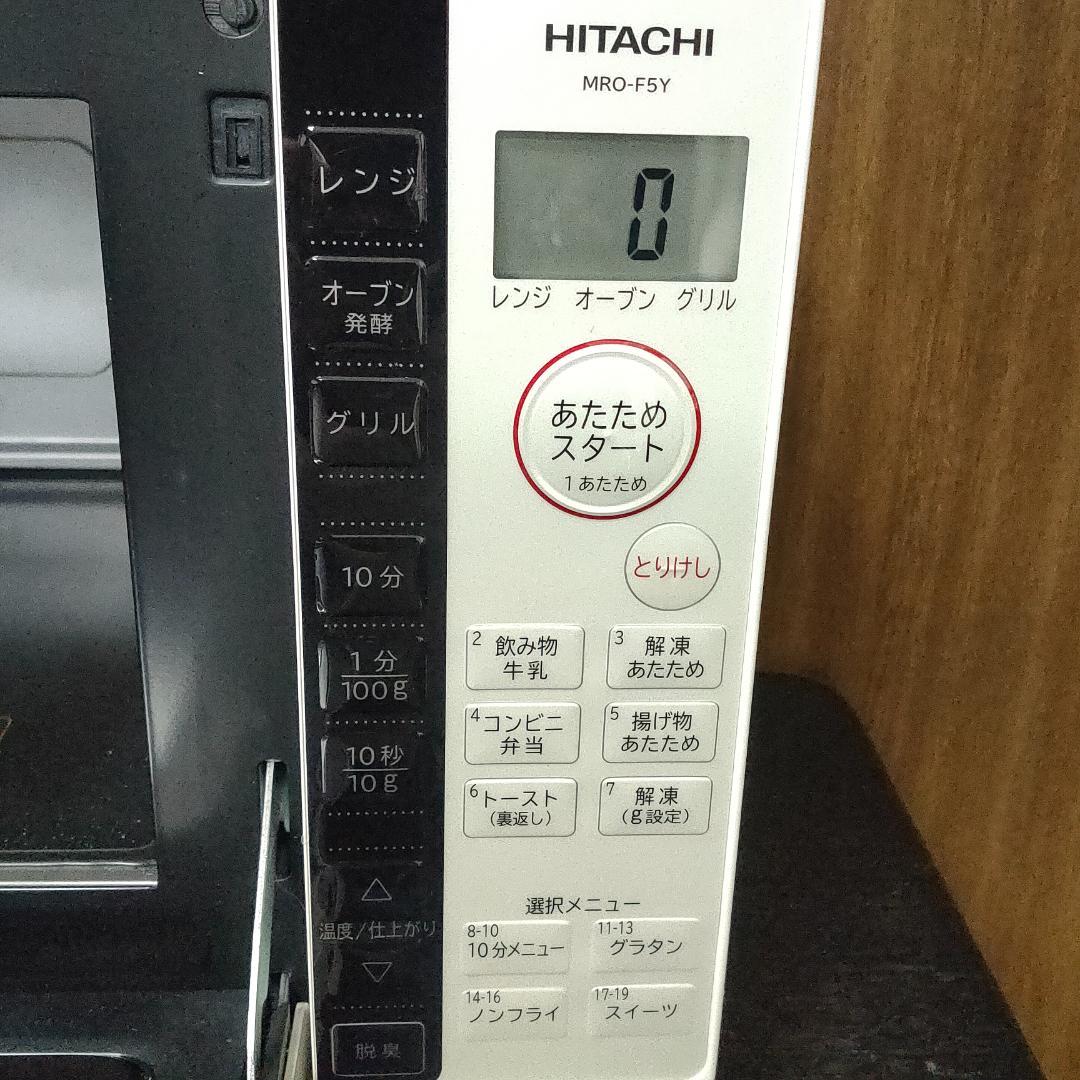 HITACHI
MRO-F5Y
0
レンジ オーブン グリル
レンジ
オーブン
発酵
グリル
あたため
スタート
1あたため
とりけし
10分
1分
100g
10秒
10g
2 飲み物
牛乳
3 解凍
あたため
4 コンビニ
弁当
5 揚げ物
あたため
6 トースト
(裏返し)
7 解凍
(g設定)
△
温度/仕上がり
▽
脱臭
選択メニュー
8-10
10分メニュー
11-13
グラタン
14-16
ノンフライ
17-19
スイーツ